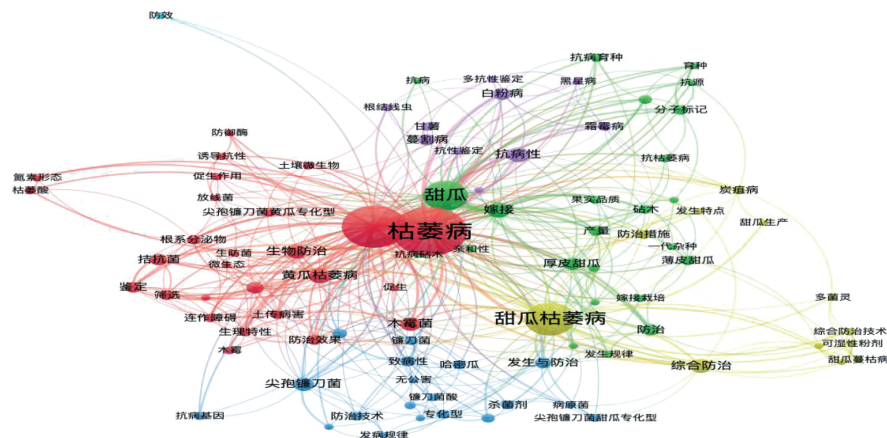 防效
抗病育种
育种
抗病
多抗性鉴定
黑星病
抗源
白粉病
根结线虫
分子标记
甘薯
霜霉病
防御酶
蔓割病
诱导抗性
土壤微生物
抗性鉴定
抗病性
抗枯萎病
氮素形态
促生作用
枯萎酸
炭疽病
放线菌
甜瓜
果实品质
砧木
尖孢镰刀菌黄瓜专化型
嫁接
发生特点
甜瓜生产
枯萎病
产量
防治措施
根系分泌物
生防菌
生物防治
亲和性
一代杂种
拮抗菌
微生态
抗病砧木
厚皮甜瓜
薄皮甜瓜
黄瓜枯萎病
鉴定
筛选
促生
嫁接栽培
多菌灵
连作障碍
土传病害
木霉菌
甜瓜枯萎病
生理特性
防治
综合防治技术
防治效果
镰刀菌
可湿性粉剂
木霉
致病性
哈密瓜
发生与防治
发生规律
综合防治
甜瓜蔓枯病
尖孢镰刀菌
无公害
镰刀菌酸
杀菌剂
病原菌
抗病基因
防治技术
专化型
尖孢镰刀菌甜瓜专化型
发病规律